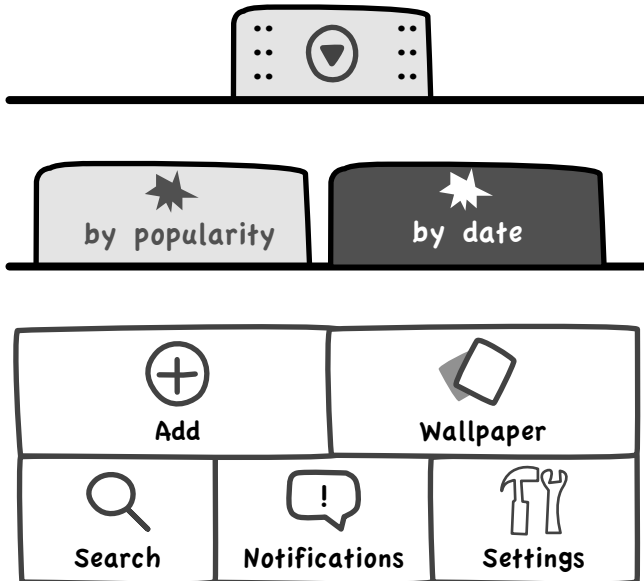 by popularity
by date
Add
Wallpaper
!
Search
Notifications
Settings